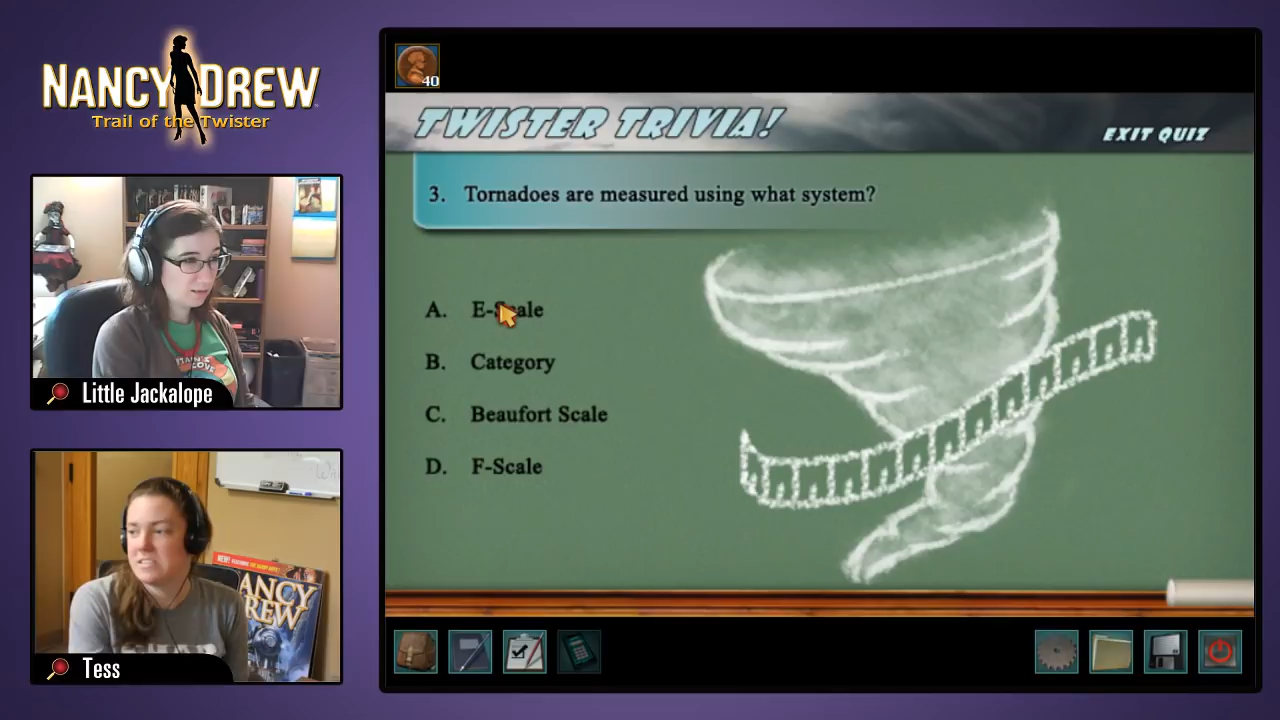 NANCY DREW
Trail of the Twister
40
TWISTER TRIVIA!
EXIT QUIZ
3. Tornadoes are measured using what system?
A. E-Scale
B. Category
C. Beaufort Scale
D. F-Scale
Little Jackalope
NANCY
DREW
Tess